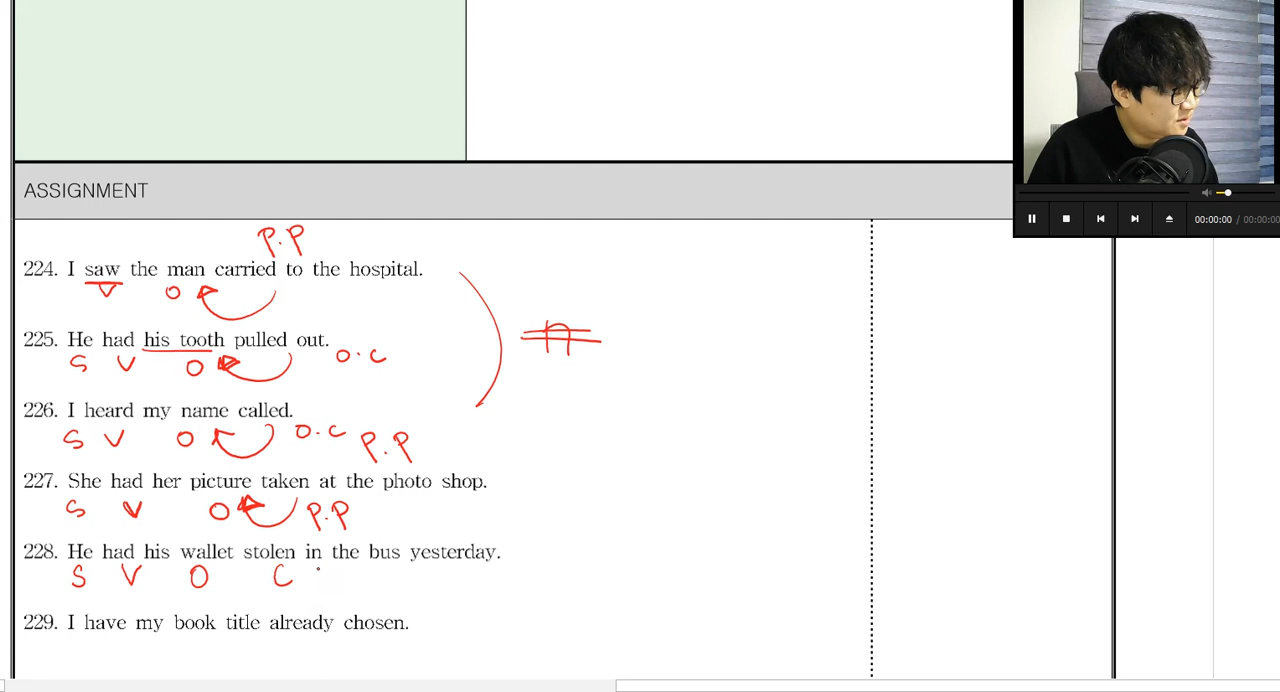 ASSIGNMENT
00:00:00 / 00:00:00
P.P
224. I saw the man carried to the hospital.
V O
225. He had his tooth pulled out.
S V O O.C
226. I heard my name called.
S V O O.C P.P
227. She had her picture taken at the photo shop.
S V O P.P
228. He had his wallet stolen in the bus yesterday.
S V O C
229. I have my book title already chosen.